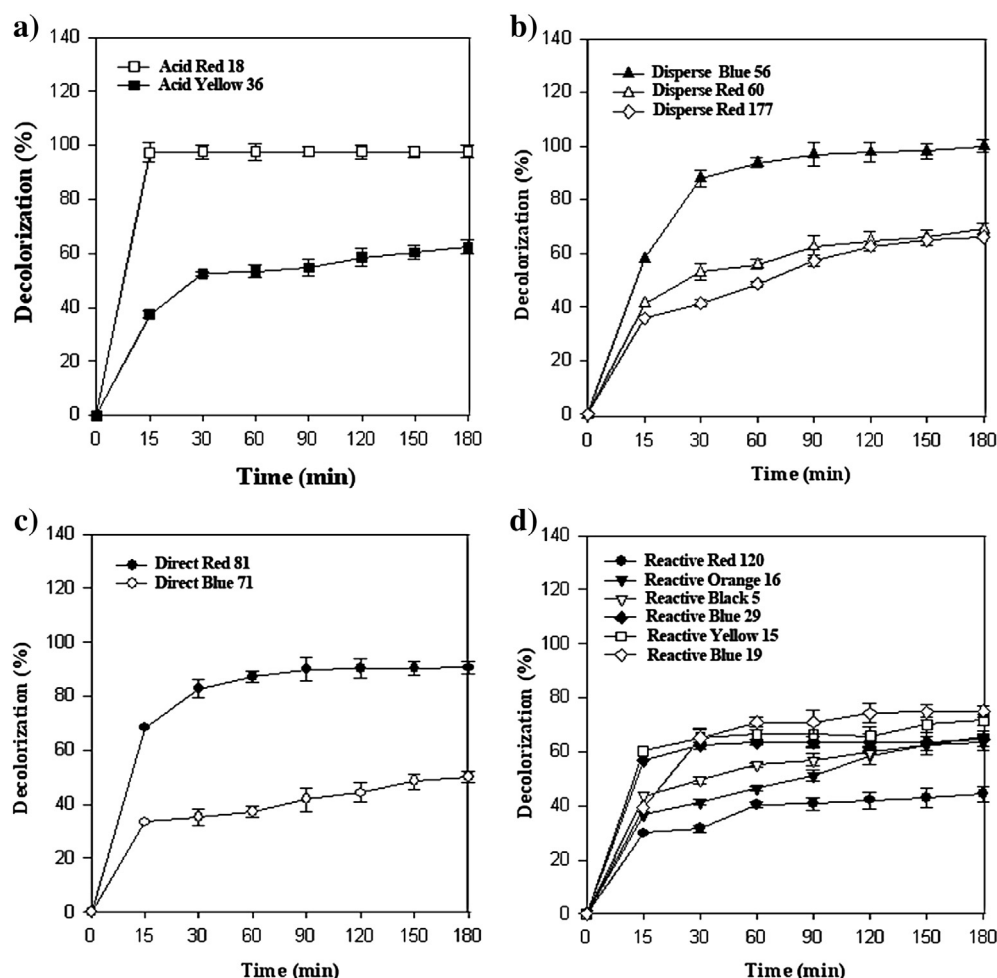 a)
140
120
100
80
60
40
20
0
Decolorization (%)
Acid Red 18
Acid Yellow 36
0 15 30 60 90 120 150 180
Time (min)
b)
140
120
100
80
60
40
20
0
Decolorization (%)
Disperse Blue 56
Disperse Red 60
Disperse Red 177
0 15 30 60 90 120 150 180
Time (min)
c)
140
120
100
80
60
40
20
0
Decolorization (%)
Direct Red 81
Direct Blue 71
0 15 30 60 90 120 150 180
Time (min)
d)
140
120
100
80
60
40
20
0
Decolorization (%)
Reactive Red 120
Reactive Orange 16
Reactive Black 5
Reactive Blue 29
Reactive Yellow 15
Reactive Blue 19
0 15 30 60 90 120 150 180
Time (min)